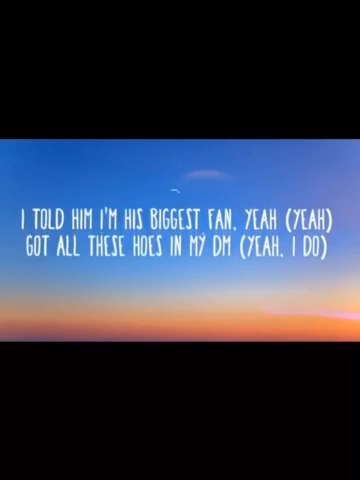 I TOLD HIM I'M HIS BIGGEST FAN, YEAH (YEAH)
GOT ALL THESE HOES IN MY DM (YEAH, I DO)